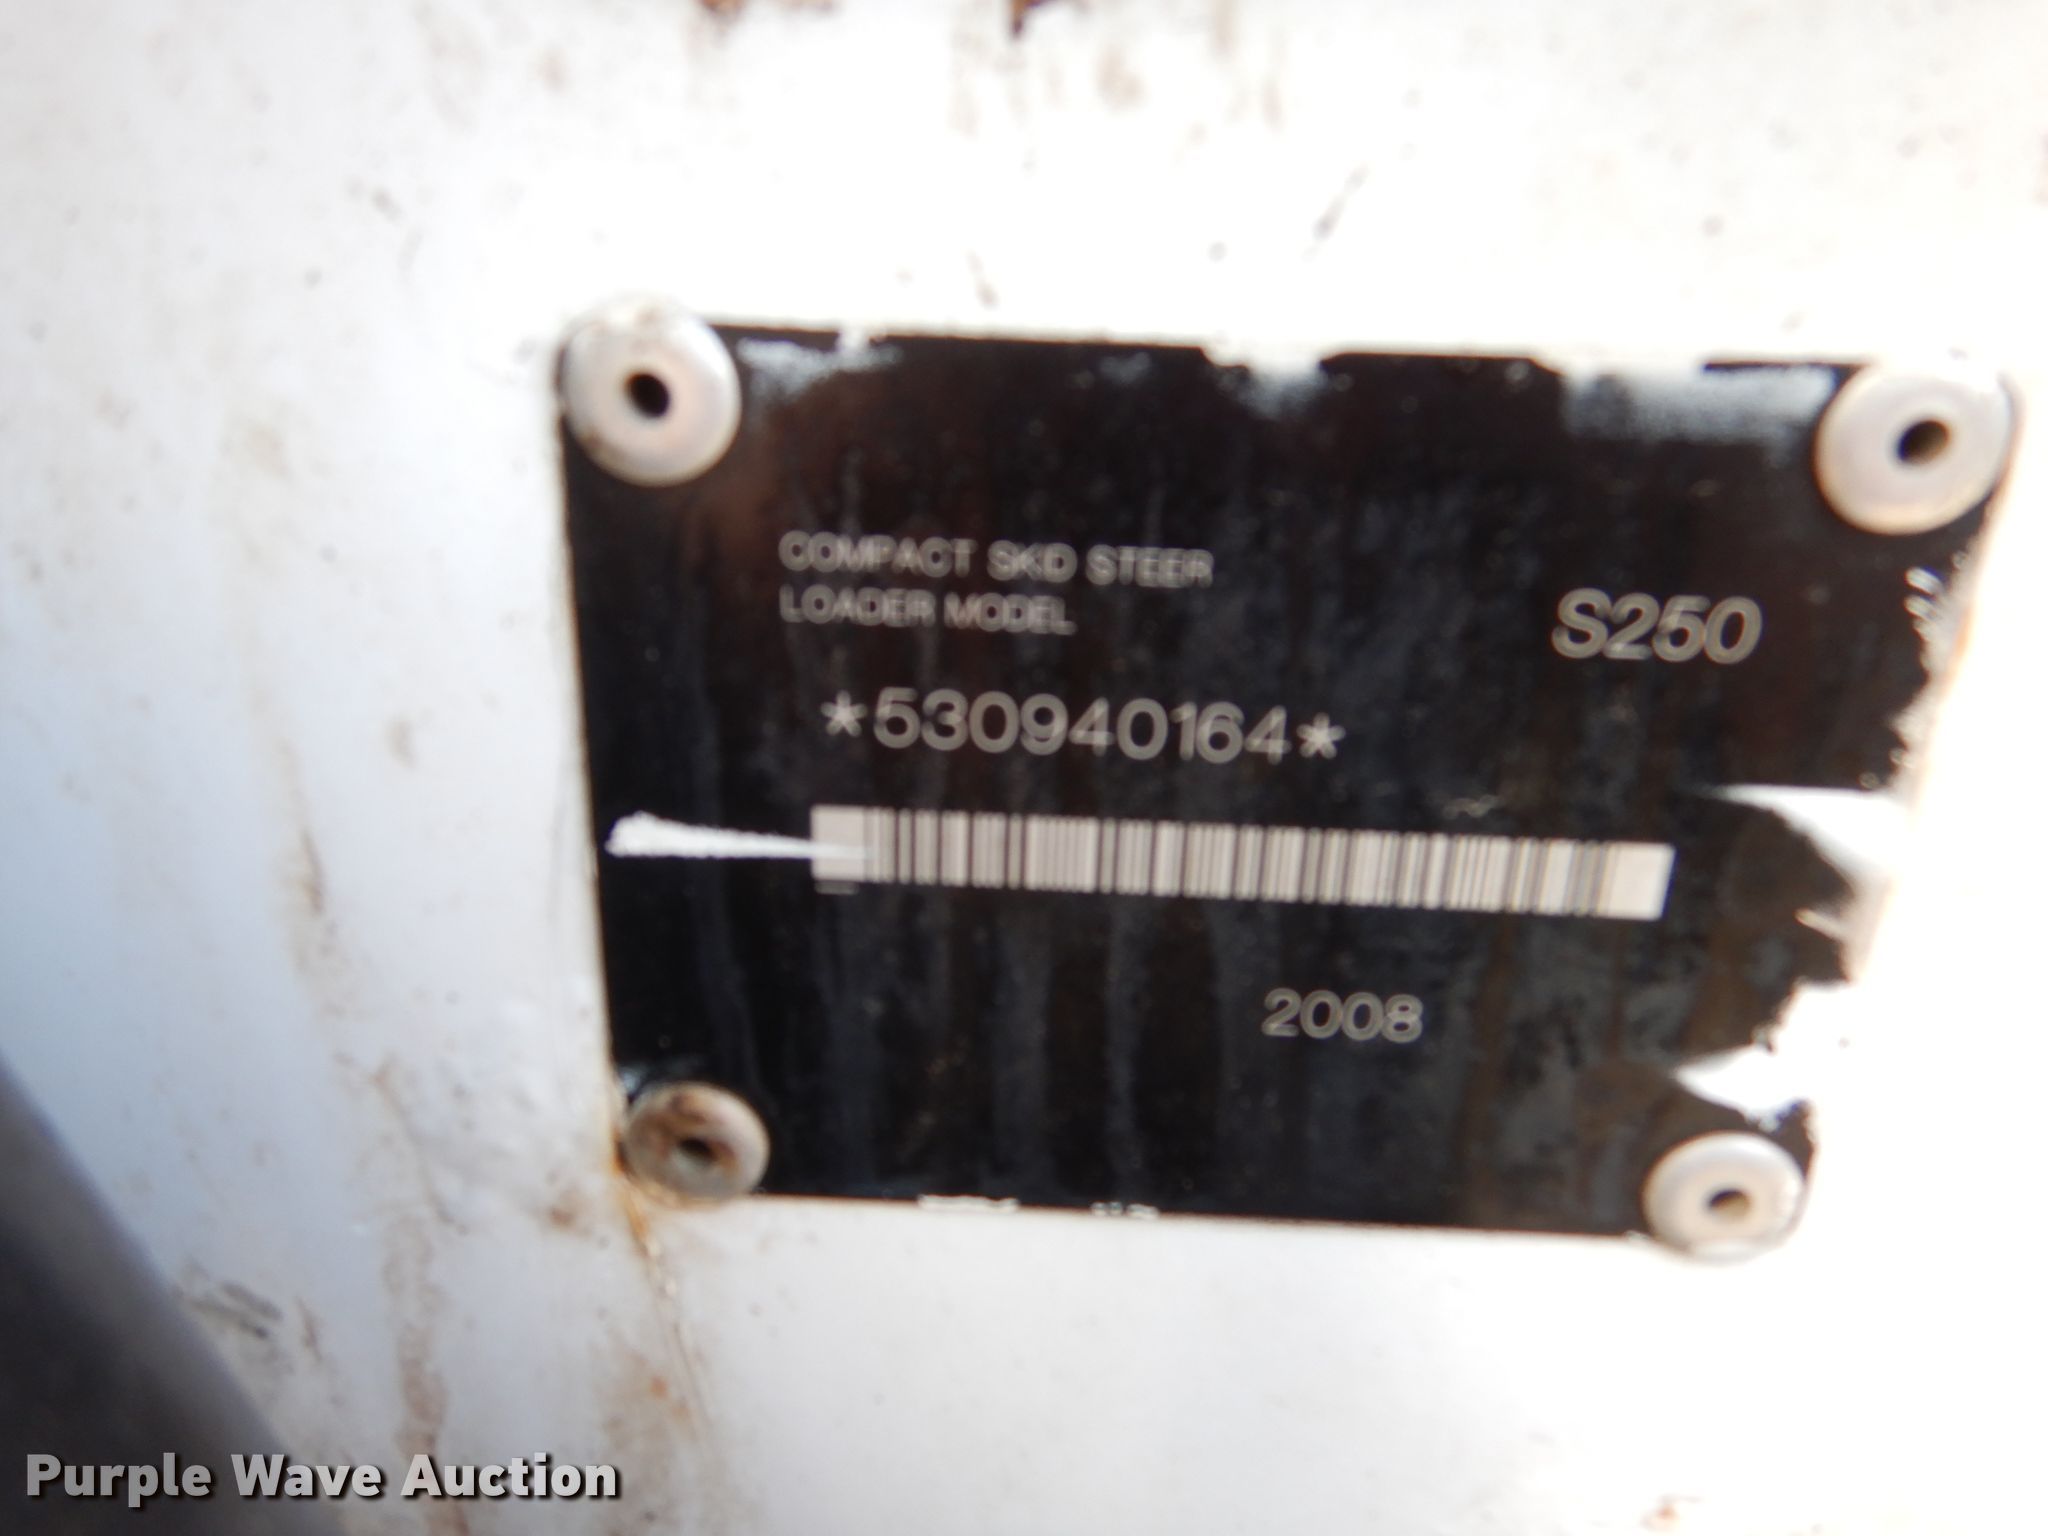 COMPACT SKID STEER
LOADER MODEL
S250
*530940164*
2008
Purple Wave Auction